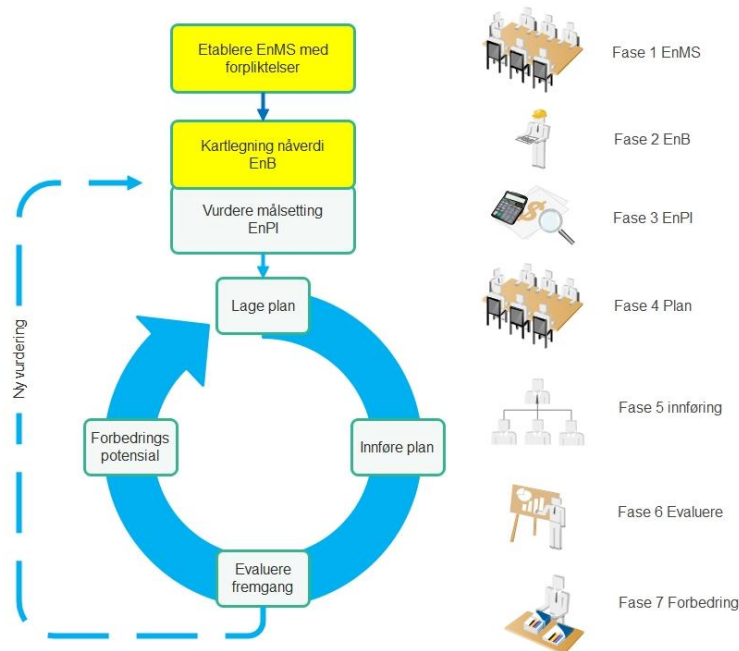 Etablere EnMS med
forpliktelser
Kartlegning nåverdi
EnB
Vurdere målsetting
EnPI
Lage plan
Innføre plan
Evaluere
fremgang
Forbedrings
potensial
Ny vurdering
Fase 1 EnMS
Fase 2 EnB
Fase 3 EnPI
Fase 4 Plan
Fase 5 innføring
Fase 6 Evaluere
Fase 7 Forbedring